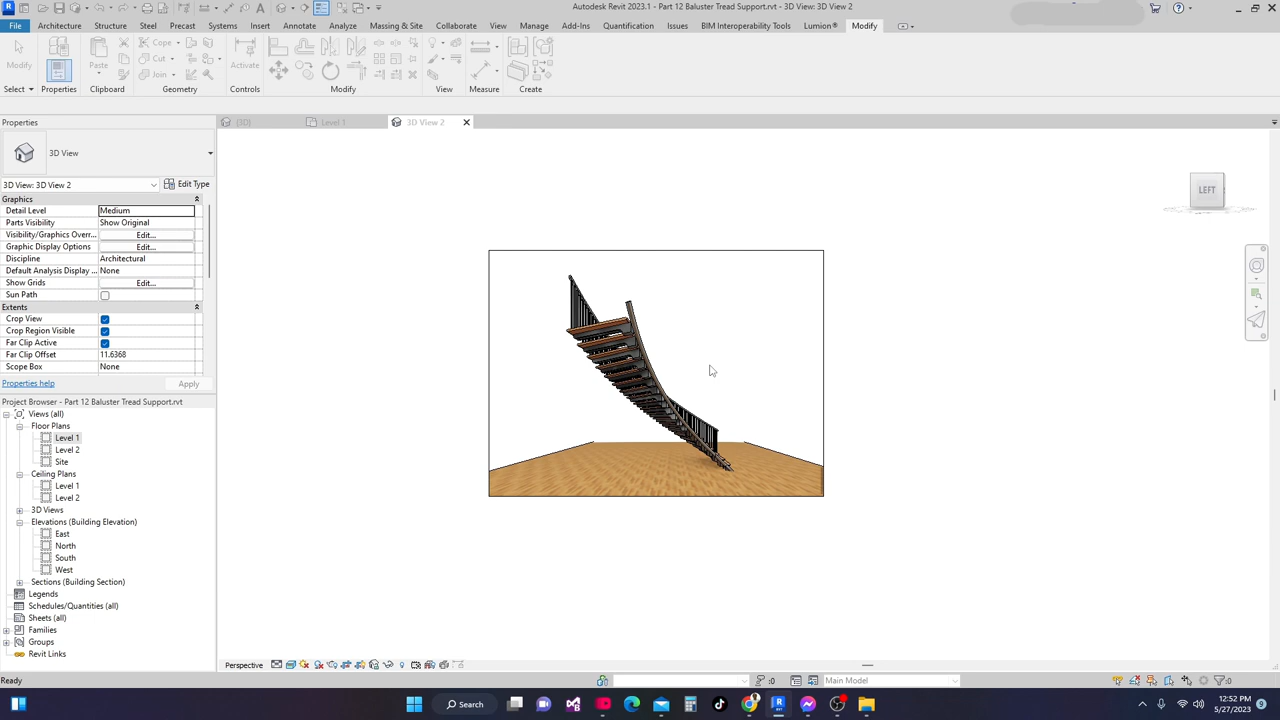 Autodesk Revit 2023.1 - Part 12 Baluster Tread Support.rvt - 3D View: 3D View 2
File Architecture Structure Steel Precast Systems Insert Annotate Analyze Massing & Site Collaborate View Manage Add-Ins Quantification Issues BIM Interoperability Tools Lumion® Modify
Modify Paste Cope Cut Join Activate
Select Properties Clipboard Geometry Controls Modify View Measure Create
Properties
(3D) Level 1 3D View 2
3D View
3D View: 3D View 2 Edit Type
Graphics
Detail Level Medium
Parts Visibility Show Original
Visibility/Graphics Overr... Edit...
Graphic Display Options Edit...
Discipline Architectural
Default Analysis Display ... None
Show Grids Edit...
Sun Path
Extents
Crop View
Crop Region Visible
Far Clip Active
Far Clip Offset 11.6368
Scope Box None
Properties help Apply
LEFT
Project Browser - Part 12 Baluster Tread Support.rvt
Views (all)
Floor Plans
Level 1
Level 2
Site
Ceiling Plans
Level 1
Level 2
3D Views
Elevations (Building Elevation)
East
North
South
West
Sections (Building Section)
Legends
Schedules/Quantities (all)
Sheets (all)
Families
Groups
Revit Links
Perspective
Ready :0 Main Model :0
Search
12:52 PM
5/27/2023